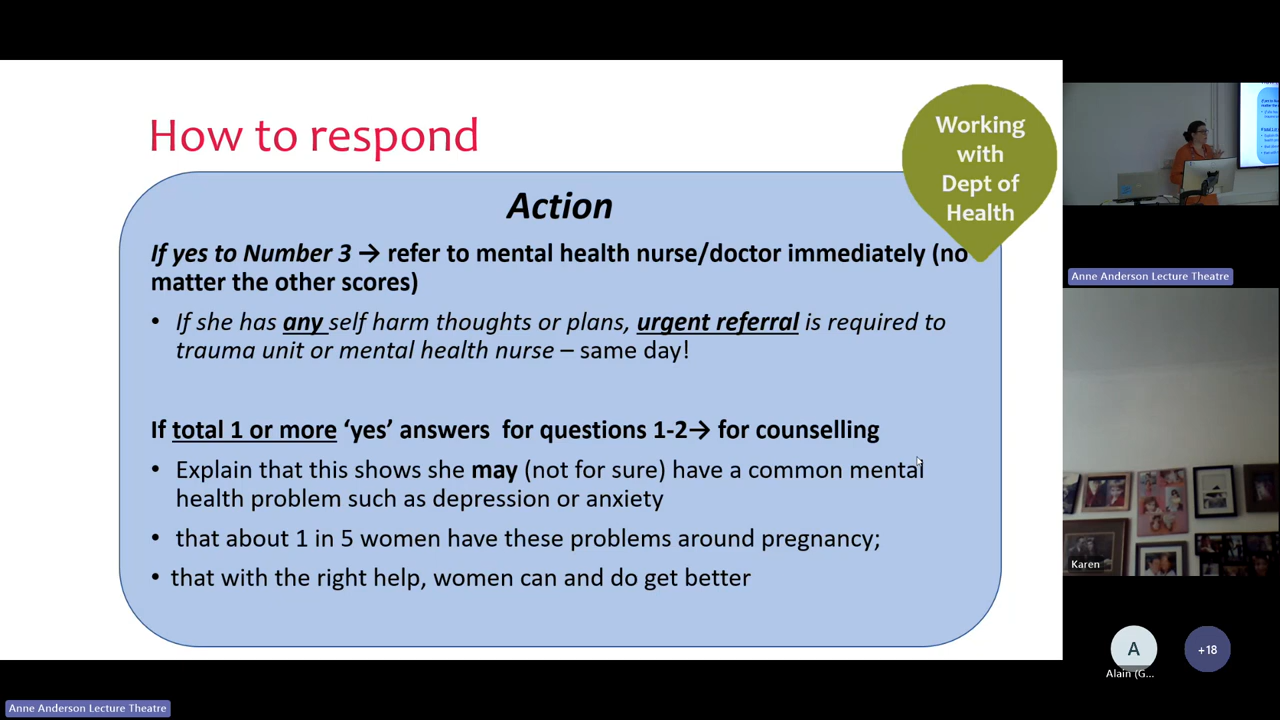 How to respond
Working
with
Dept of
Health
Action
If yes to Number 3 → refer to mental health nurse/doctor immediately (no
matter the other scores)
• If she has any self harm thoughts or plans, urgent referral is required to
trauma unit or mental health nurse – same day!
If total 1 or more ‘yes’ answers for questions 1-2→ for counselling
• Explain that this shows she may (not for sure) have a common mental
health problem such as depression or anxiety
• that about 1 in 5 women have these problems around pregnancy;
• that with the right help, women can and do get better
Anne Anderson Lecture Theatre
Karen
A
Alain (G...
+18
Anne Anderson Lecture Theatre